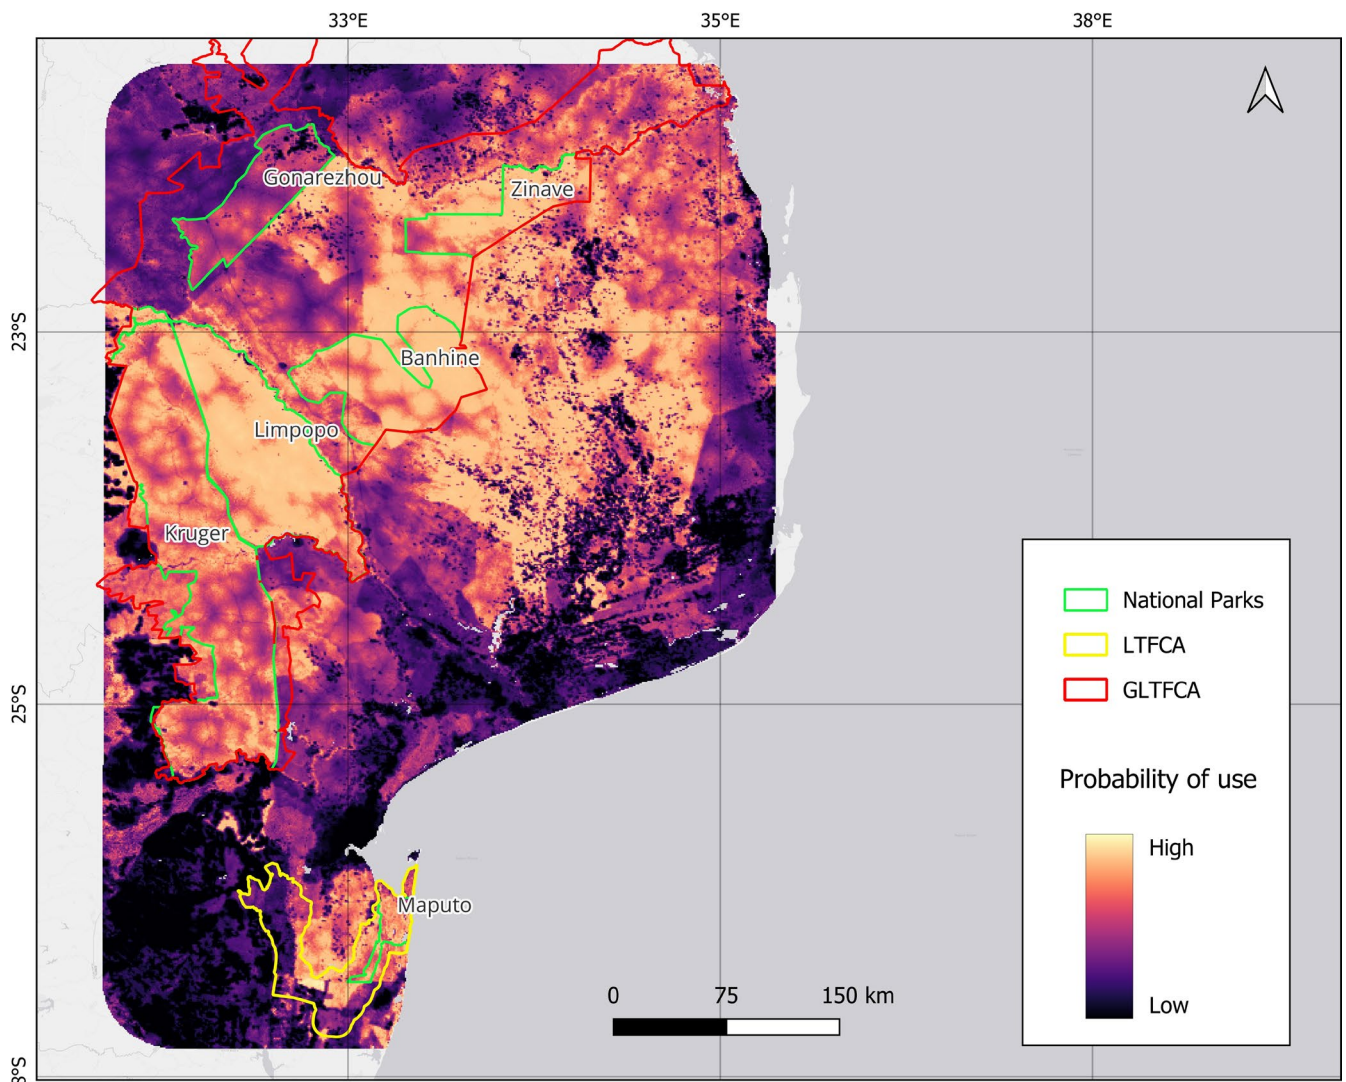 33°E
35°E
38°E
Gonarezhou
Zinave
23°S
Banhine
Limpopo
Kruger
National Parks
LTFCA
GLTFCA
25°S
Probability of use
High
Low
Maputo
0 75 150 km